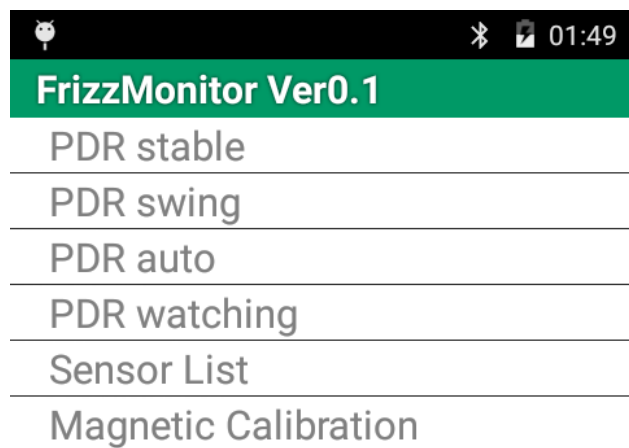 01:49
FrizzMonitor Ver0.1
PDR stable
PDR swing
PDR auto
PDR watching
Sensor List
Magnetic Calibration